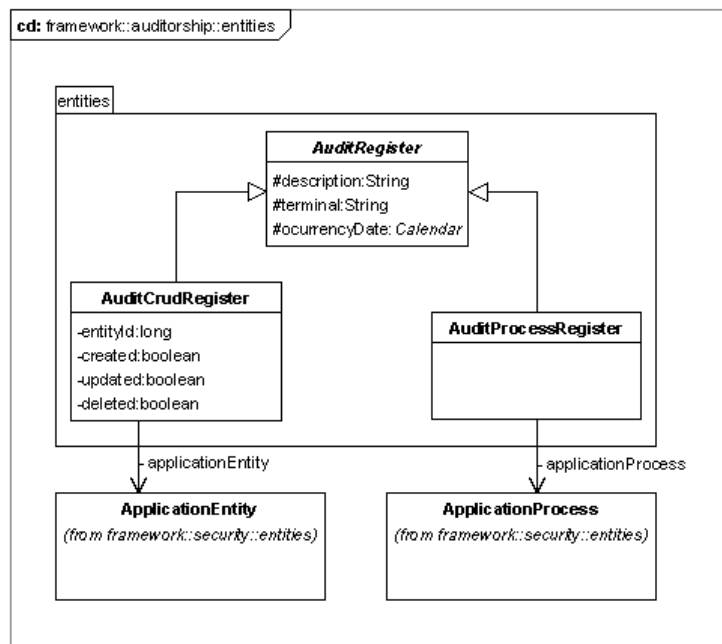 cd: framework::auditorship::entities
entities
AuditRegister
#description:String
#terminal:String
#ocurrencyDate: Calendar
AuditCrudRegister
-entityId:long
-created:boolean
-updated:boolean
-deleted:boolean
AuditProcessRegister
- applicationEntity
- applicationProcess
ApplicationEntity
(from framework::security::entities)
ApplicationProcess
(from framework::security::entities)